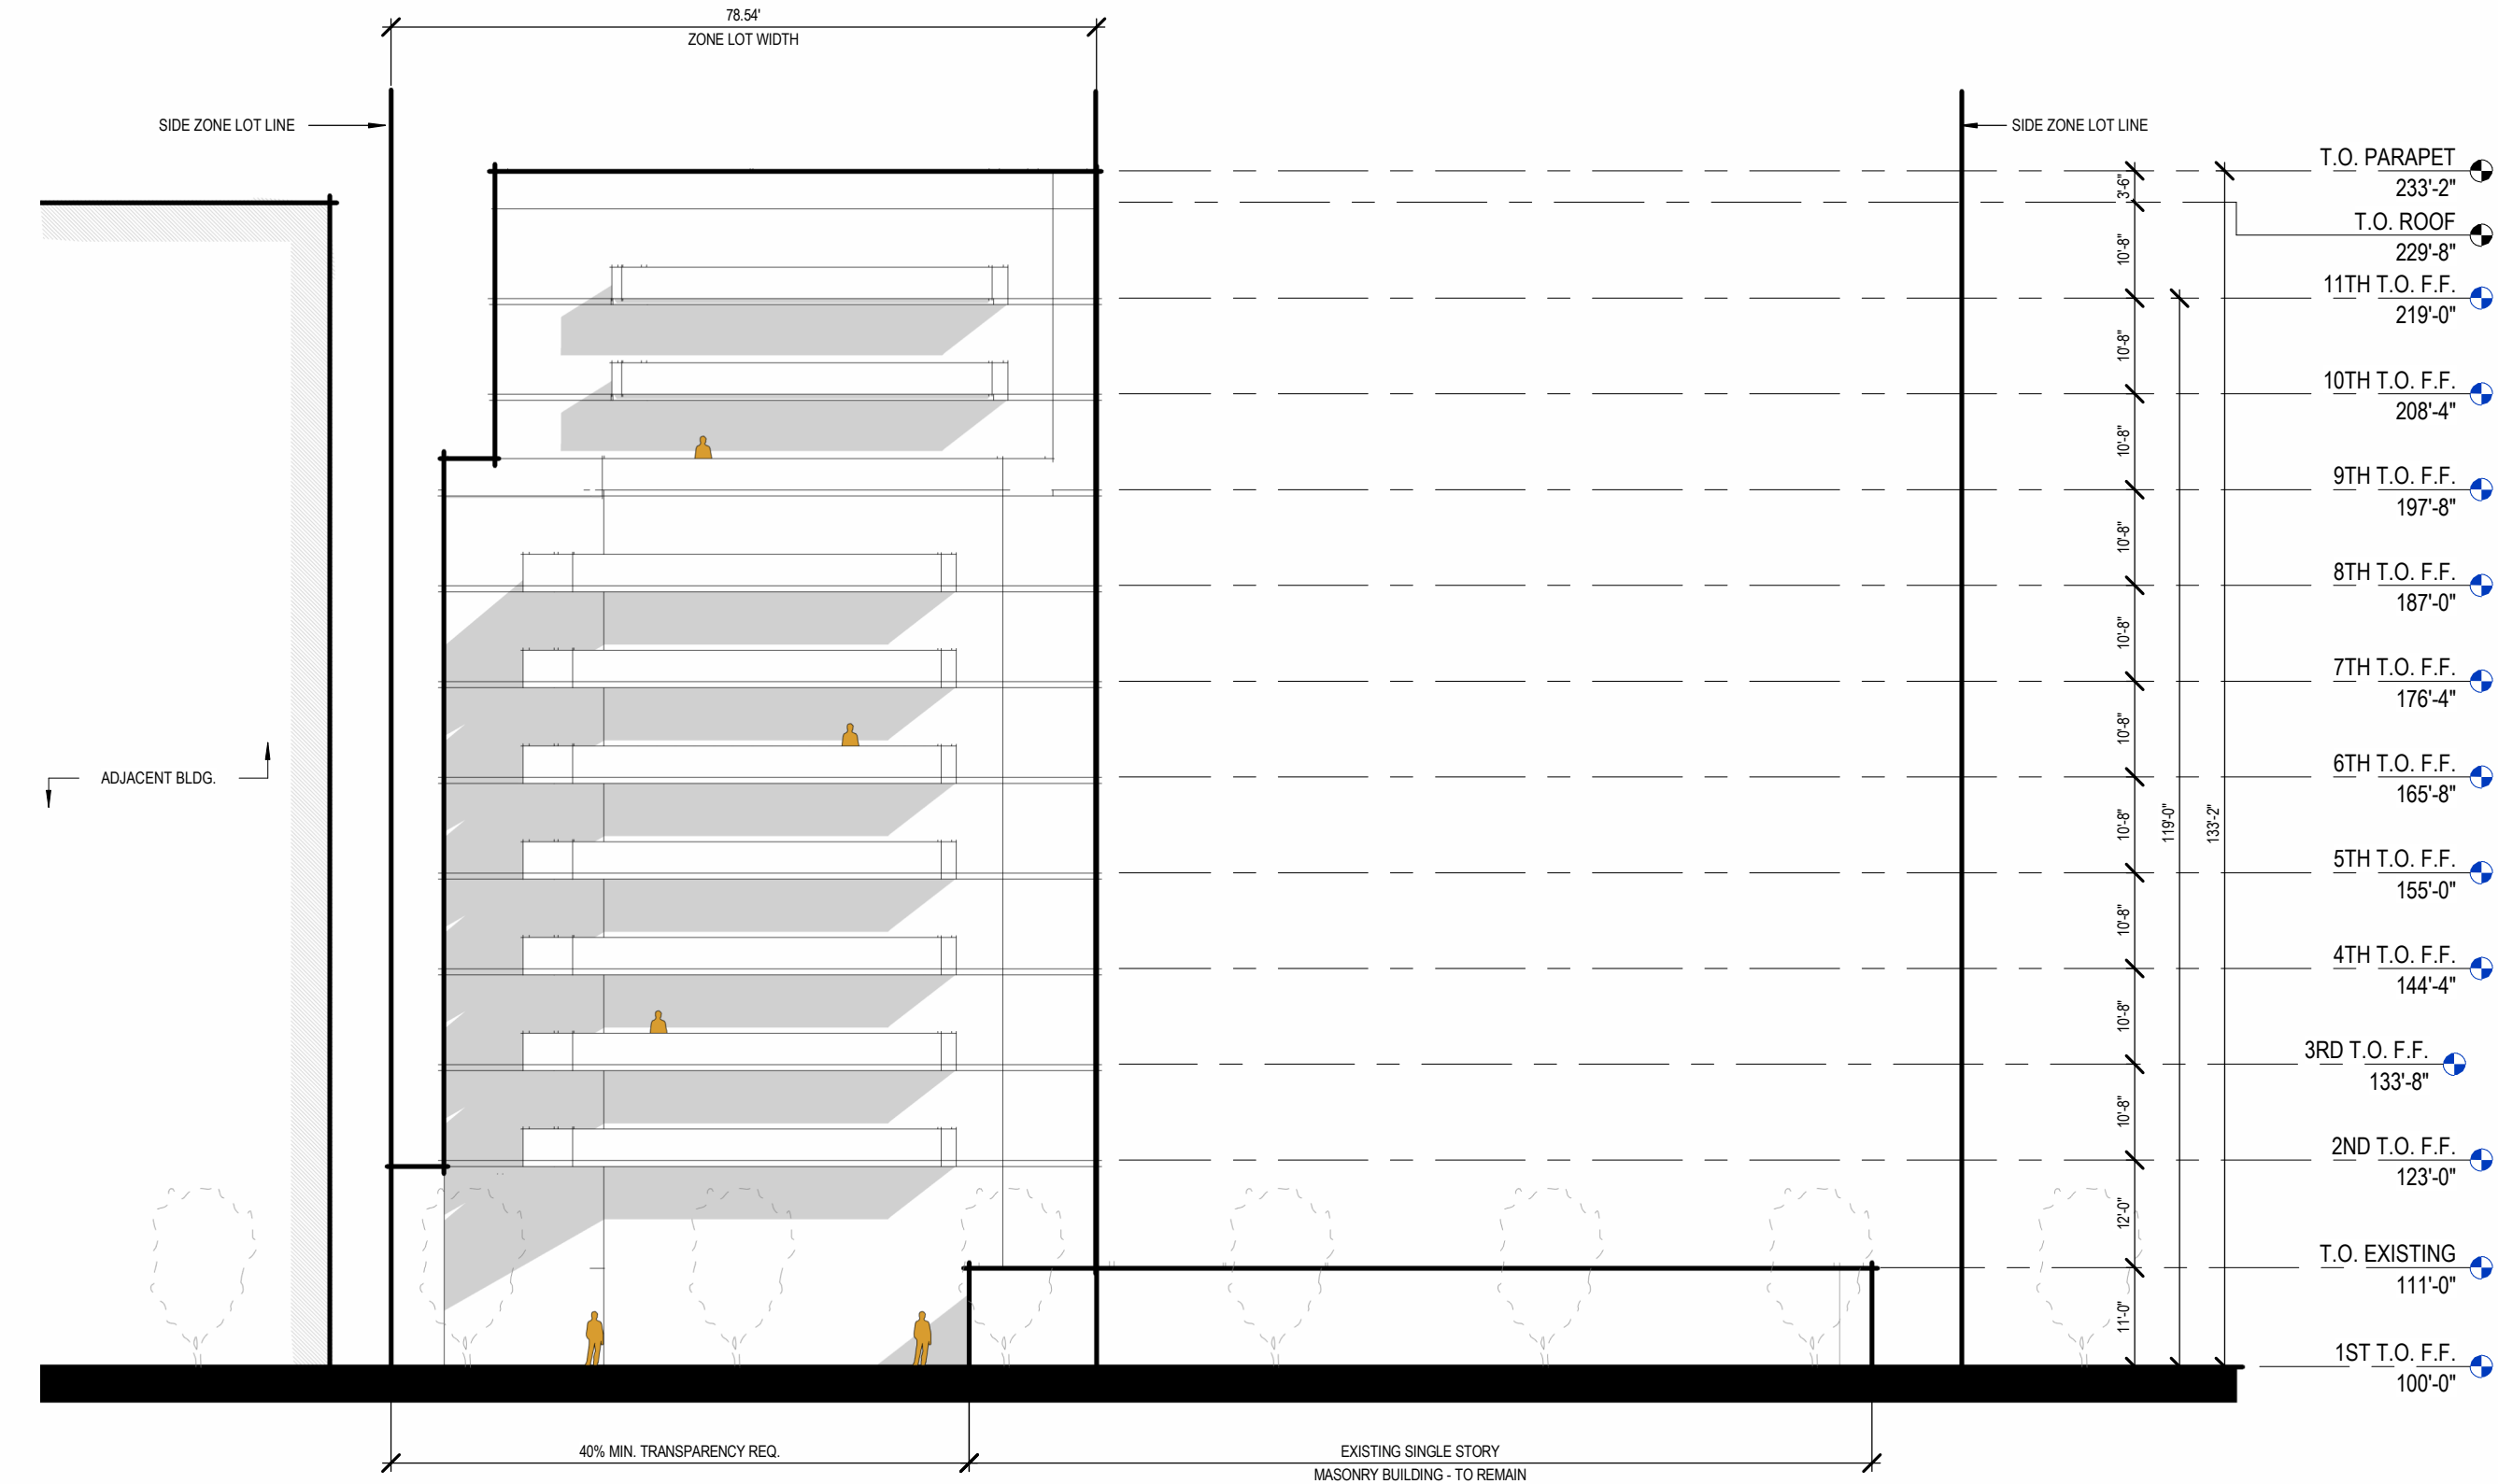 78.54'
ZONE LOT WIDTH
SIDE ZONE LOT LINE
SIDE ZONE LOT LINE
T.O. PARAPET
233'-2"
3'-6"
T.O. ROOF
229'-8"
10'-8"
11TH T.O. F.F.
219'-0"
10'-8"
10TH T.O. F.F.
208'-4"
10'-8"
9TH T.O. F.F.
197'-8"
10'-8"
8TH T.O. F.F.
187'-0"
10'-8"
7TH T.O. F.F.
176'-4"
10'-8"
ADJACENT BLDG.
6TH T.O. F.F.
165'-8"
10'-8"
119'-0"
133'-2"
5TH T.O. F.F.
155'-0"
10'-8"
4TH T.O. F.F.
144'-4"
10'-8"
3RD T.O. F.F.
133'-8"
10'-8"
2ND T.O. F.F.
123'-0"
12'-0"
T.O. EXISTING
111'-0"
11'-0"
1ST T.O. F.F.
100'-0"
40% MIN. TRANSPARENCY REQ.
EXISTING SINGLE STORY
MASONRY BUILDING - TO REMAIN